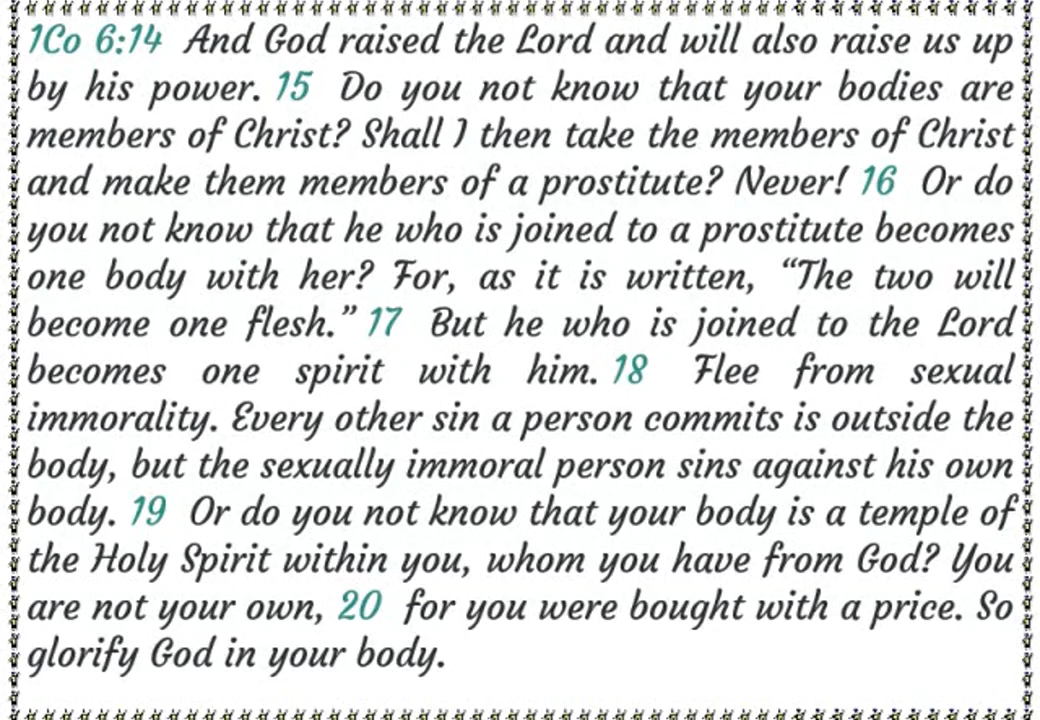 1Co 6:14 And God raised the Lord and will also raise us up
by his power. 15 Do you not know that your bodies are
members of Christ? Shall I then take the members of Christ
and make them members of a prostitute? Never! 16 Or do
you not know that he who is joined to a prostitute becomes
one body with her? For, as it is written, “The two will
become one flesh.” 17 But he who is joined to the Lord
becomes one spirit with him. 18 Flee from sexual
immorality. Every other sin a person commits is outside the
body, but the sexually immoral person sins against his own
body. 19 Or do you not know that your body is a temple of
the Holy Spirit within you, whom you have from God? You
are not your own, 20 for you were bought with a price. So
glorify God in your body.